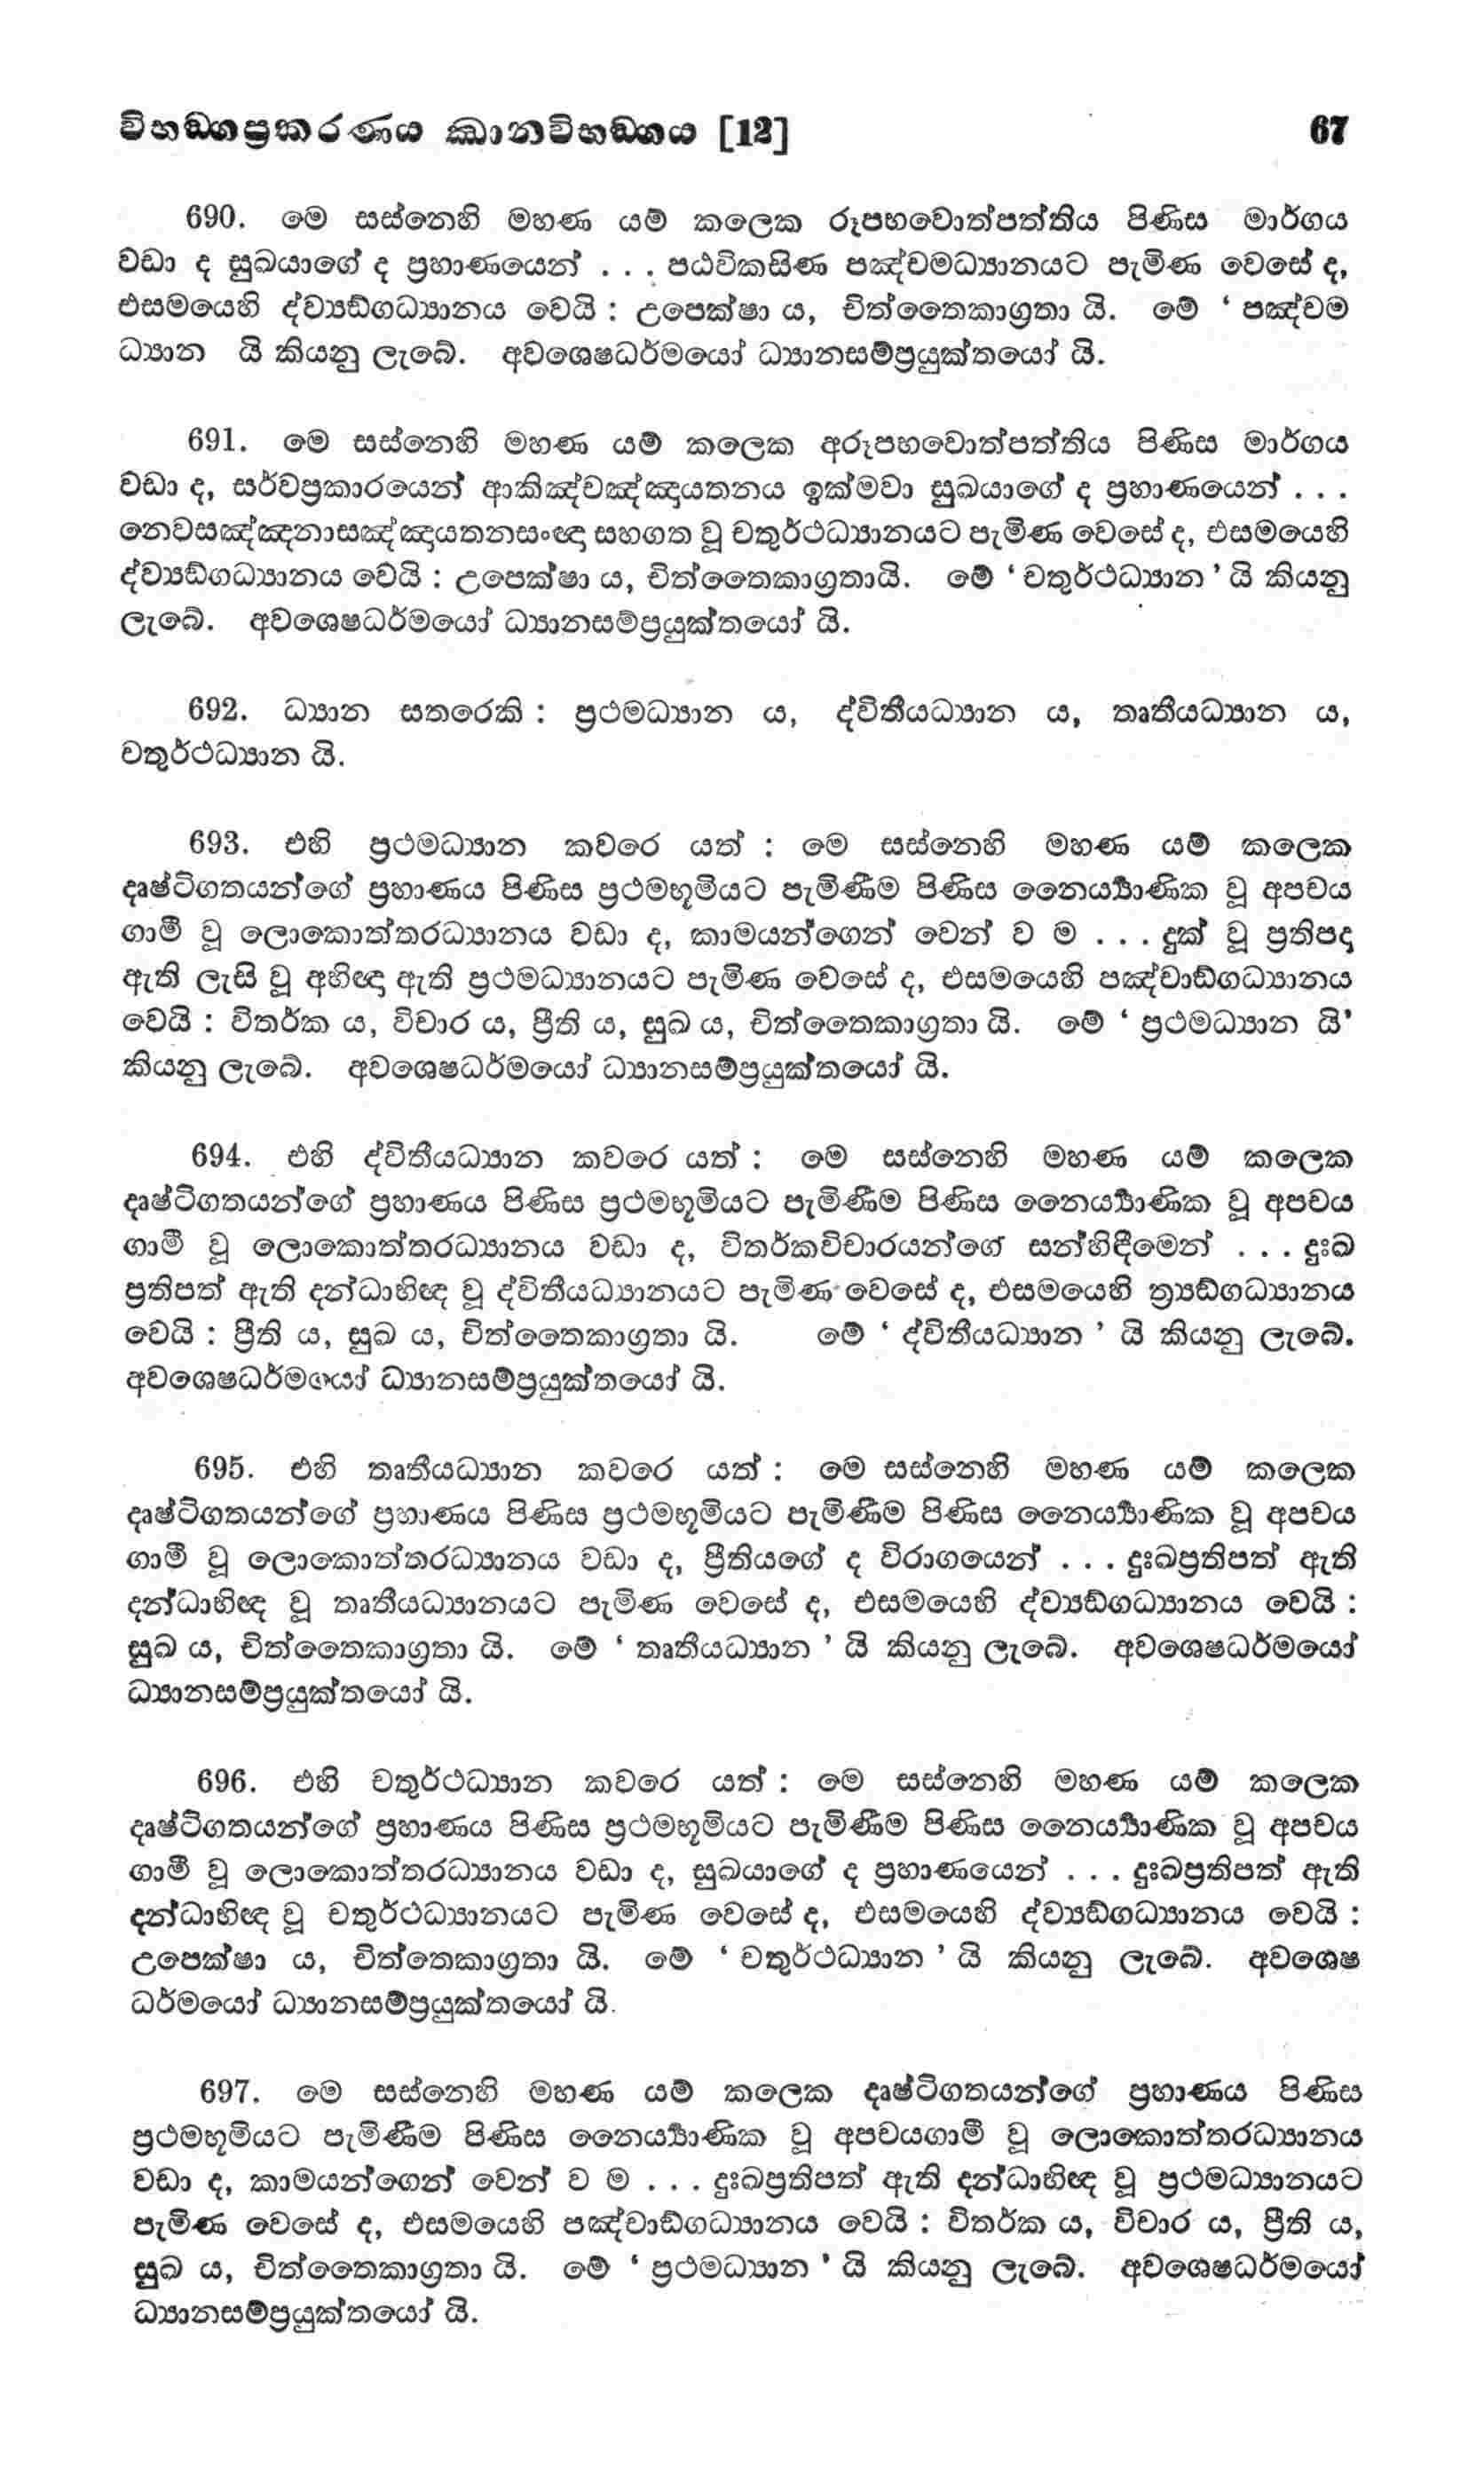 විභඞ්ගප්‍රකරණය ඣානවිභඞ්ගය [12] 67
690. මෙ සස්නෙහි මහණ යම් කලෙක රූපභවොත්පත්තිය පිණිස මාර්ගය
වඩා ද සුඛයාගේ ද ප්‍රහාණයෙන් . . . පඨවිකසිණ පඤ්චමධ්‍යානයට පැමිණ වෙසේ ද,
එසමයෙහි ද්ව්‍යඞ්ගධ්‍යානය වෙයි : උපෙක්ෂා ය, චිත්තෛකාග්‍රතා යි. මේ ‘ පඤ්චම
ධ්‍යාන යි කියනු ලැබේ. අවශෙෂධර්මයෝ ධ්‍යානසම්ප්‍රයුක්තයෝ යි.
691. මෙ සස්නෙහි මහණ යම් කලෙක අරූපභවොත්පත්තිය පිණිස මාර්ගය
වඩා ද, සර්වප්‍රකාරයෙන් ආකිඤ්චඤ්ඤායතනය ඉක්මවා සුඛයාගේ ද ප්‍රහාණයෙන් . . .
නෙවසඤ්ඤනාසඤ්ඤායතනසංඥා සහගත වූ චතුර්ථධ්‍යානයට පැමිණ වෙසේ ද, එසමයෙහි
ද්ව්‍යඞ්ගධ්‍යානය වෙයි : උපෙක්ෂා ය, චිත්තෛකාග්‍රතායි. මේ ‘ චතුර්ථධ්‍යාන ’ යි කියනු
ලැබේ. අවශෙෂධර්මයෝ ධ්‍යානසම්ප්‍රයුක්තයෝ යි.
692. ධ්‍යාන සතරෙකි : ප්‍රථමධ්‍යාන ය, ද්විතීයධ්‍යාන ය, තෘතීයධ්‍යාන ය,
චතුර්ථධ්‍යාන යි.
693. එහි ප්‍රථමධ්‍යාන කවරෙ යත් : මෙ සස්නෙහි මහණ යම් කලෙක
දෘෂ්ටිගතයන්ගේ ප්‍රහාණය පිණිස ප්‍රථමභූමියට පැමිණීම පිණිස නෛර්‍ය්‍යාණික වූ අපචය
ගාමී වූ ලොකොත්තරධ්‍යානය වඩා ද, කාමයන්ගෙන් වෙන් ව ම . . . දුක් වූ ප්‍රතිපදා
ඇති ලැසි වූ අභිඥා ඇති ප්‍රථමධ්‍යානයට පැමිණ වෙසේ ද, එසමයෙහි පඤ්චාඞ්ගධ්‍යානය
වෙයි : විතර්ක ය, විචාර ය, ප්‍රීති ය, සුඛ ය, චිත්තෛකාග්‍රතා යි. මේ ‘ ප්‍රථමධ්‍යාන යි’
කියනු ලැබේ. අවශෙෂධර්මයෝ ධ්‍යානසම්ප්‍රයුක්තයෝ යි.
694. එහි ද්විතීයධ්‍යාන කවරෙ යත් : මෙ සස්නෙහි මහණ යම් කලෙක
දෘෂ්ටිගතයන්ගේ ප්‍රහාණය පිණිස ප්‍රථමභූමියට පැමිණීම පිණිස නෛර්‍ය්‍යාණික වූ අපචය
ගාමී වූ ලොකොත්තරධ්‍යානය වඩා ද, විතර්කවිචාරයන්ගේ සන්හිඳීමෙන් . . . දුඃඛ
ප්‍රතිපත් ඇති දන්ධාභිඥ වූ ද්විතීයධ්‍යානයට පැමිණ වෙසේ ද, එසමයෙහි ත්‍ර්‍යඞ්ගධ්‍යානය
වෙයි : ප්‍රීති ය, සුඛ ය, චිත්තෛකාග්‍රතා යි. මේ ‘ ද්විතීයධ්‍යාන ’ යි කියනු ලැබේ.
අවශෙෂධර්මයෝ ධ්‍යානසම්ප්‍රයුක්තයෝ යි.
695. එහි තෘතීයධ්‍යාන කවරෙ යත් : මෙ සස්නෙහි මහණ යම් කලෙක
දෘෂ්ටිගතයන්ගේ ප්‍රහාණය පිණිස ප්‍රථමභූමියට පැමිණීම පිණිස නෛර්‍ය්‍යාණික වූ අපචය
ගාමී වූ ලොකොත්තරධ්‍යානය වඩා ද, ප්‍රීතියගේ ද විරාගයෙන් . . . දුඃඛප්‍රතිපත් ඇති
දන්ධාභිඥ වූ තෘතීයධ්‍යානයට පැමිණ වෙසේ ද, එසමයෙහි ද්ව්‍යඞ්ගධ්‍යානය වෙයි :
සුඛ ය, චිත්තෛකාග්‍රතා යි. මේ ‘ තෘතීයධ්‍යාන ’ යි කියනු ලැබේ. අවශෙෂධර්මයෝ
ධ්‍යානසම්ප්‍රයුක්තයෝ යි.
696. එහි චතුර්ථධ්‍යාන කවරෙ යත් : මෙ සස්නෙහි මහණ යම් කලෙක
දෘෂ්ටිගතයන්ගේ ප්‍රහාණය පිණිස ප්‍රථමභූමියට පැමිණීම පිණිස නෛර්‍ය්‍යාණික වූ අපචය
ගාමී වූ ලොකොත්තරධ්‍යානය වඩා ද, සුඛයාගේ ද ප්‍රහාණයෙන් . . . දුඃඛප්‍රතිපත් ඇති
දන්ධාභිඥ වූ චතුර්ථධ්‍යානයට පැමිණ වෙසේ ද, එසමයෙහි ද්ව්‍යඞ්ගධ්‍යානය වෙයි :
උපෙක්ෂා ය, චිත්තෙකාග්‍රතා යි. මේ ‘ චතුර්ථධ්‍යාන ’ යි කියනු ලැබේ. අවශෙෂ
ධර්මයෝ ධ්‍යානසම්ප්‍රයුක්තයෝ යි.
697. මෙ සස්නෙහි මහණ යම් කලෙක දෘෂ්ටිගතයන්ගේ ප්‍රහාණය පිණිස
ප්‍රථමභූමියට පැමිණීම පිණිස නෛර්‍ය්‍යාණික වූ අපචයගාමී වූ ලොකොත්තරධ්‍යානය
වඩා ද, කාමයන්ගෙන් වෙන් ව ම . . . දුඃඛප්‍රතිපත් ඇති දන්ධාභිඥ වූ ප්‍රථමධ්‍යානයට
පැමිණ වෙසේ ද, එසමයෙහි පඤ්චාඞ්ගධ්‍යානය වෙයි : විතර්ක ය, විචාර ය, ප්‍රීති ය,
සුඛ ය, චිත්තෛකාග්‍රතා යි. මේ ‘ ප්‍රථමධ්‍යාන ’ යි කියනු ලැබේ. අවශෙෂධර්මයෝ
ධ්‍යානසම්ප්‍රයුක්තයෝ යි.